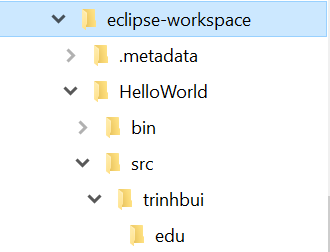 eclipse-workspace
.metadata
HelloWorld
bin
src
trinhbui
edu